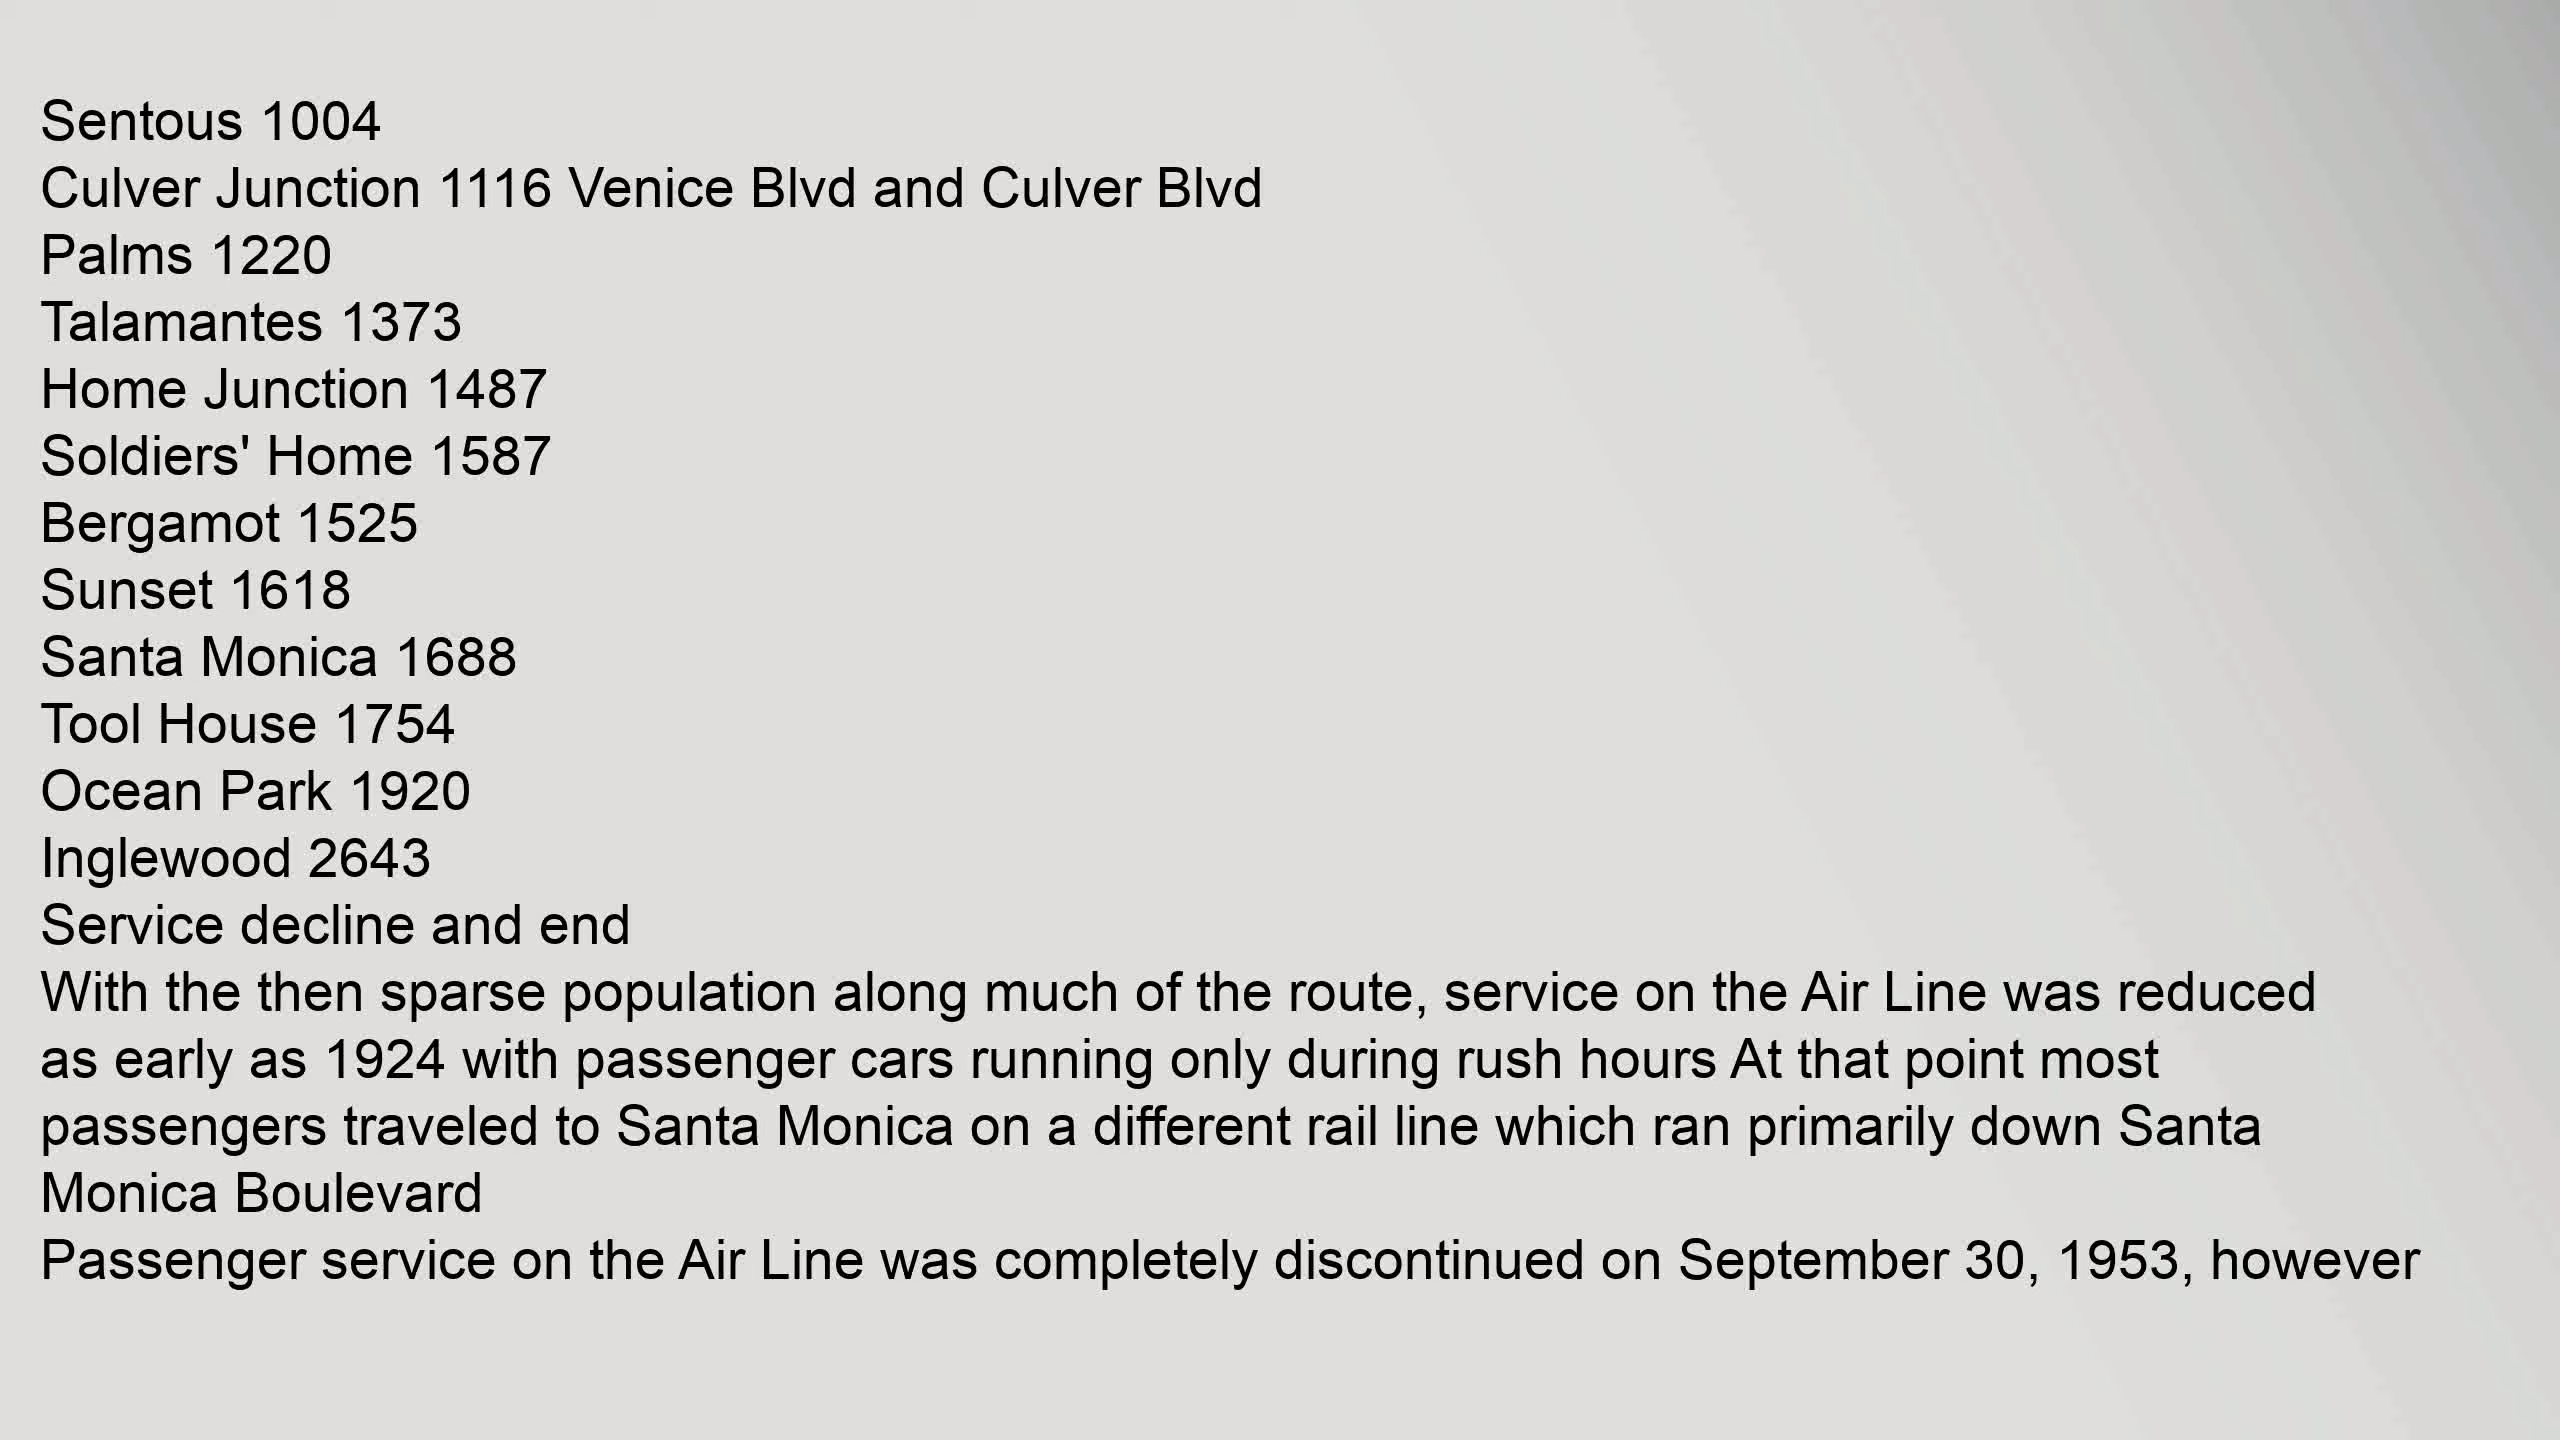 Sentous 1004
Culver Junction 1116 Venice Blvd and Culver Blvd
Palms 1220
Talamantes 1373
Home Junction 1487
Soldiers' Home 1587
Bergamot 1525
Sunset 1618
Santa Monica 1688
Tool House 1754
Ocean Park 1920
Inglewood 2643
Service decline and end
With the then sparse population along much of the route, service on the Air Line was reduced
as early as 1924 with passenger cars running only during rush hours At that point most
passengers traveled to Santa Monica on a different rail line which ran primarily down Santa
Monica Boulevard
Passenger service on the Air Line was completely discontinued on September 30, 1953, however